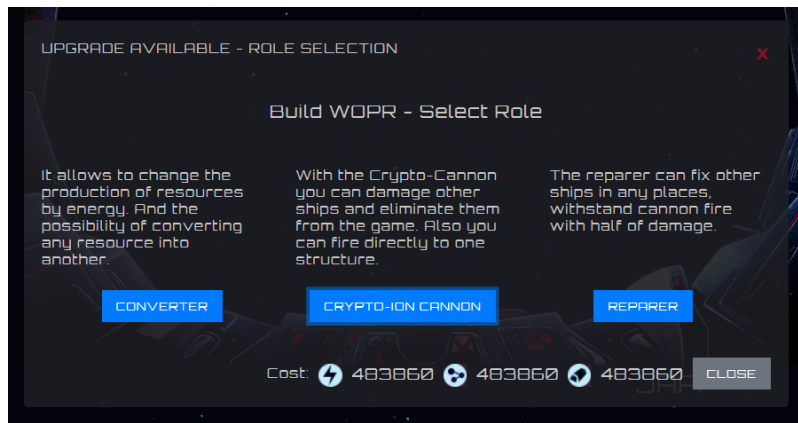 UPGRADE AVAILABLE - ROLE SELECTION
x
Build WOPR - Select Role
It allows to change the
production of resources
by energy. And the
possibility of converting
any resource into
another.
With the Crypto-Cannon
you can damage other
ships and eliminate them
from the game. Also you
can fire directly to one
structure.
The reparer can fix other
ships in any places,
withstand cannon fire
with half of damage.
CONVERTER
CRYPTO-ION CANNON
REPARER
Cost: 483860 483860 483860
CLOSE